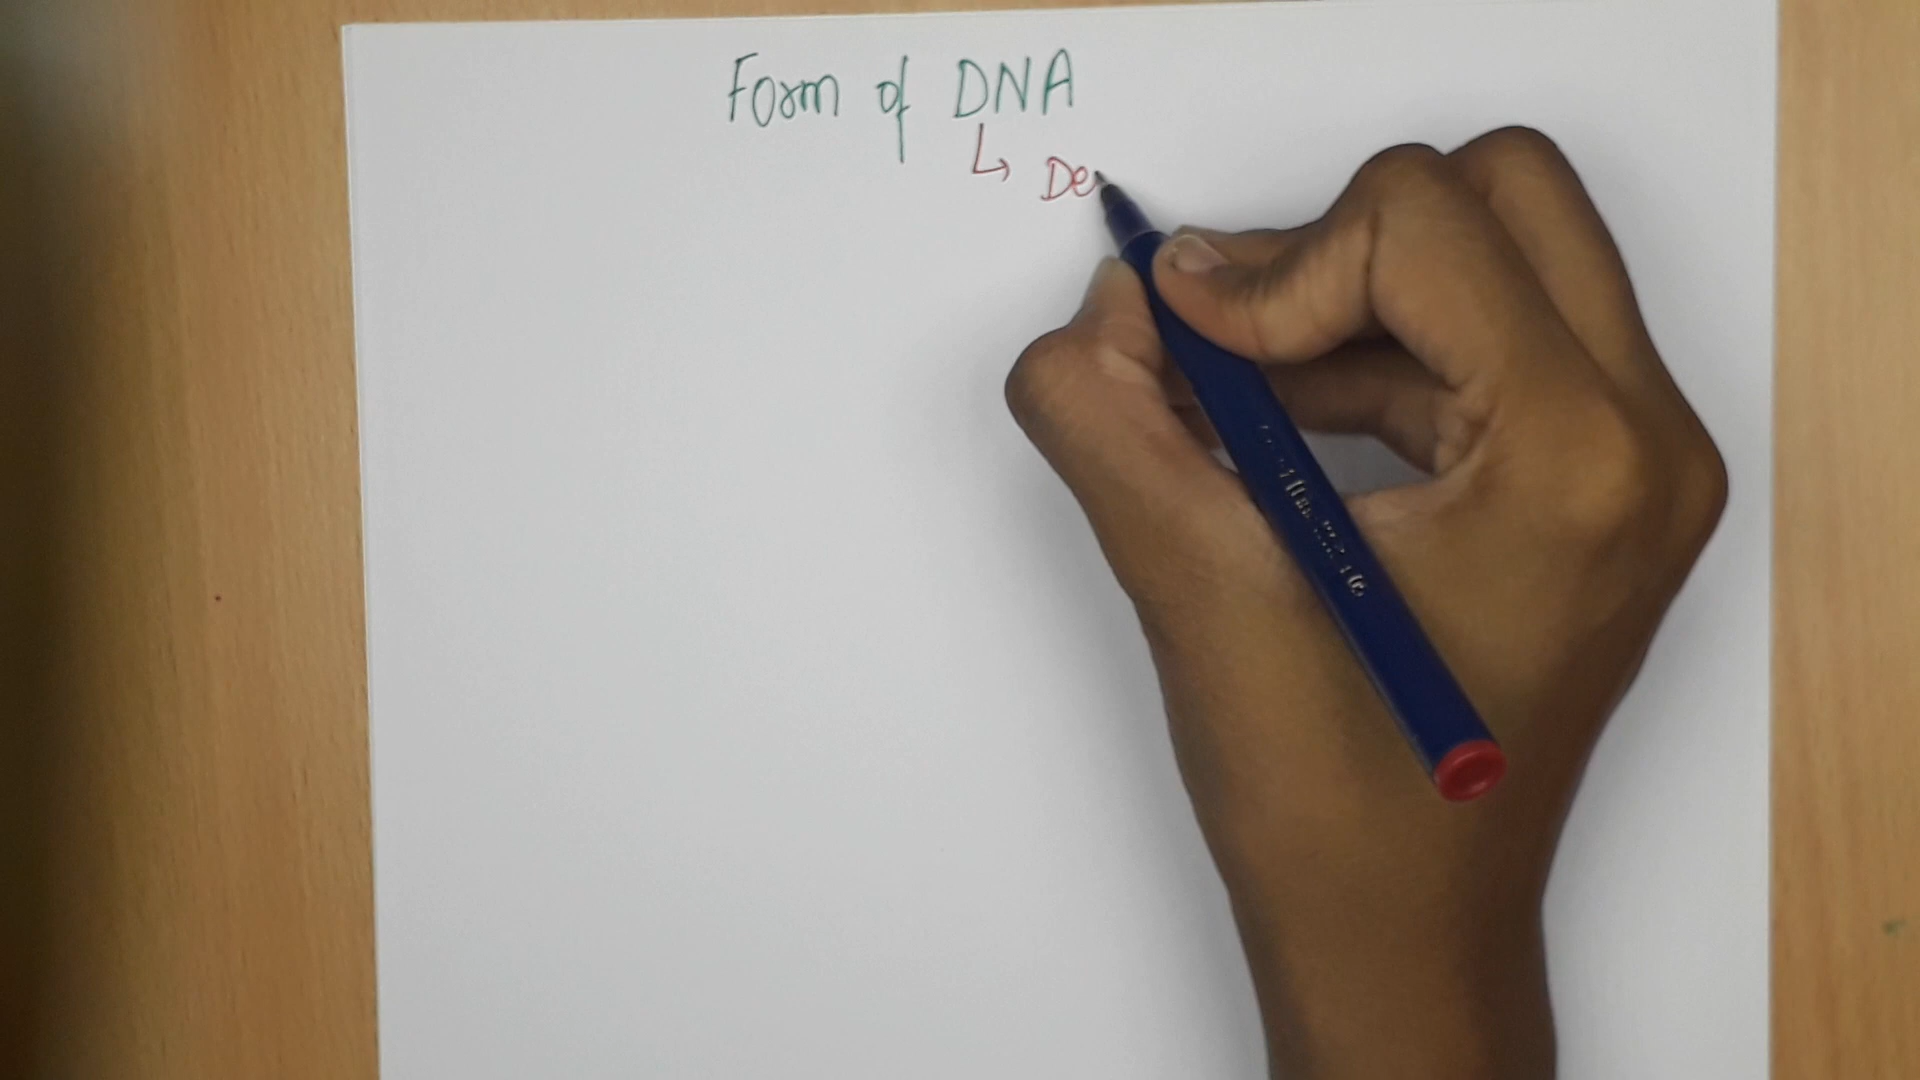 Form of DNA
↳ De